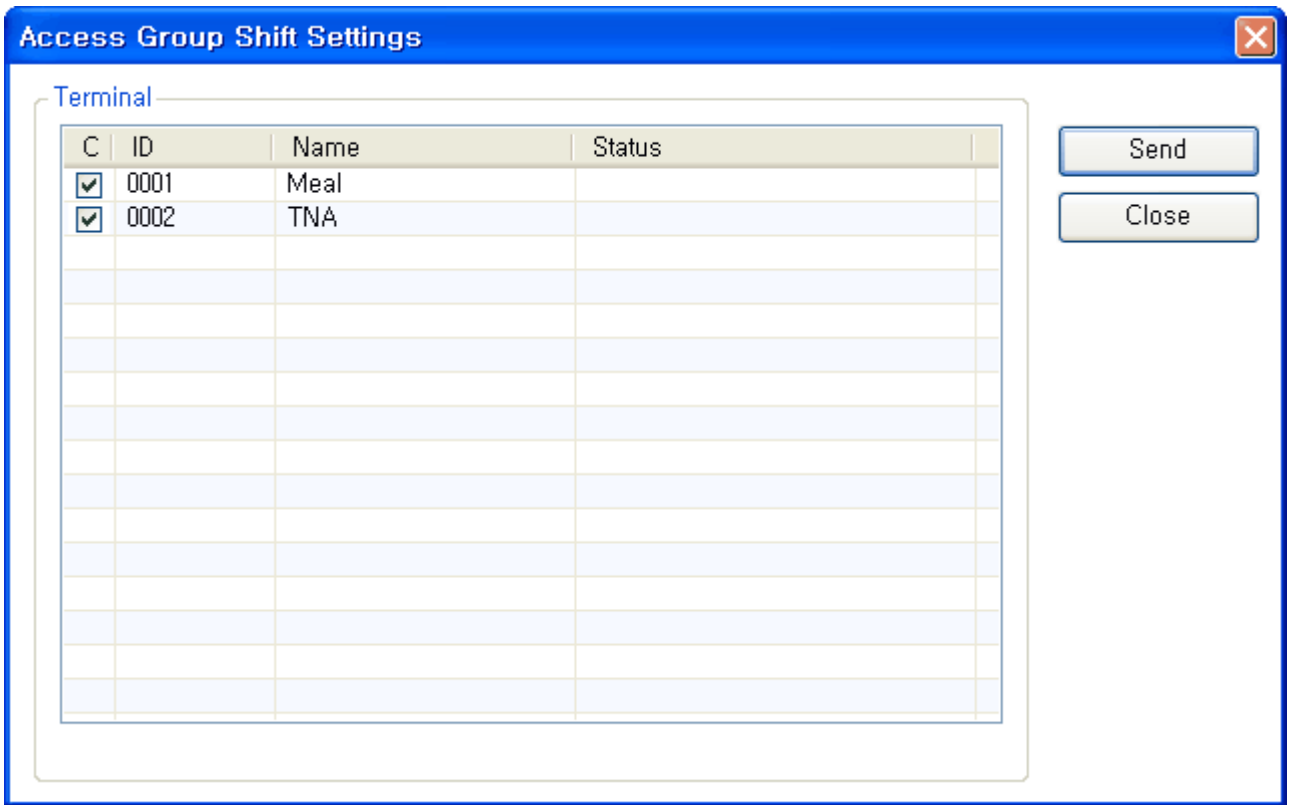 Access Group Shift Settings
Terminal
C ID Name Status
0001 Meal
0002 TNA
Send
Close